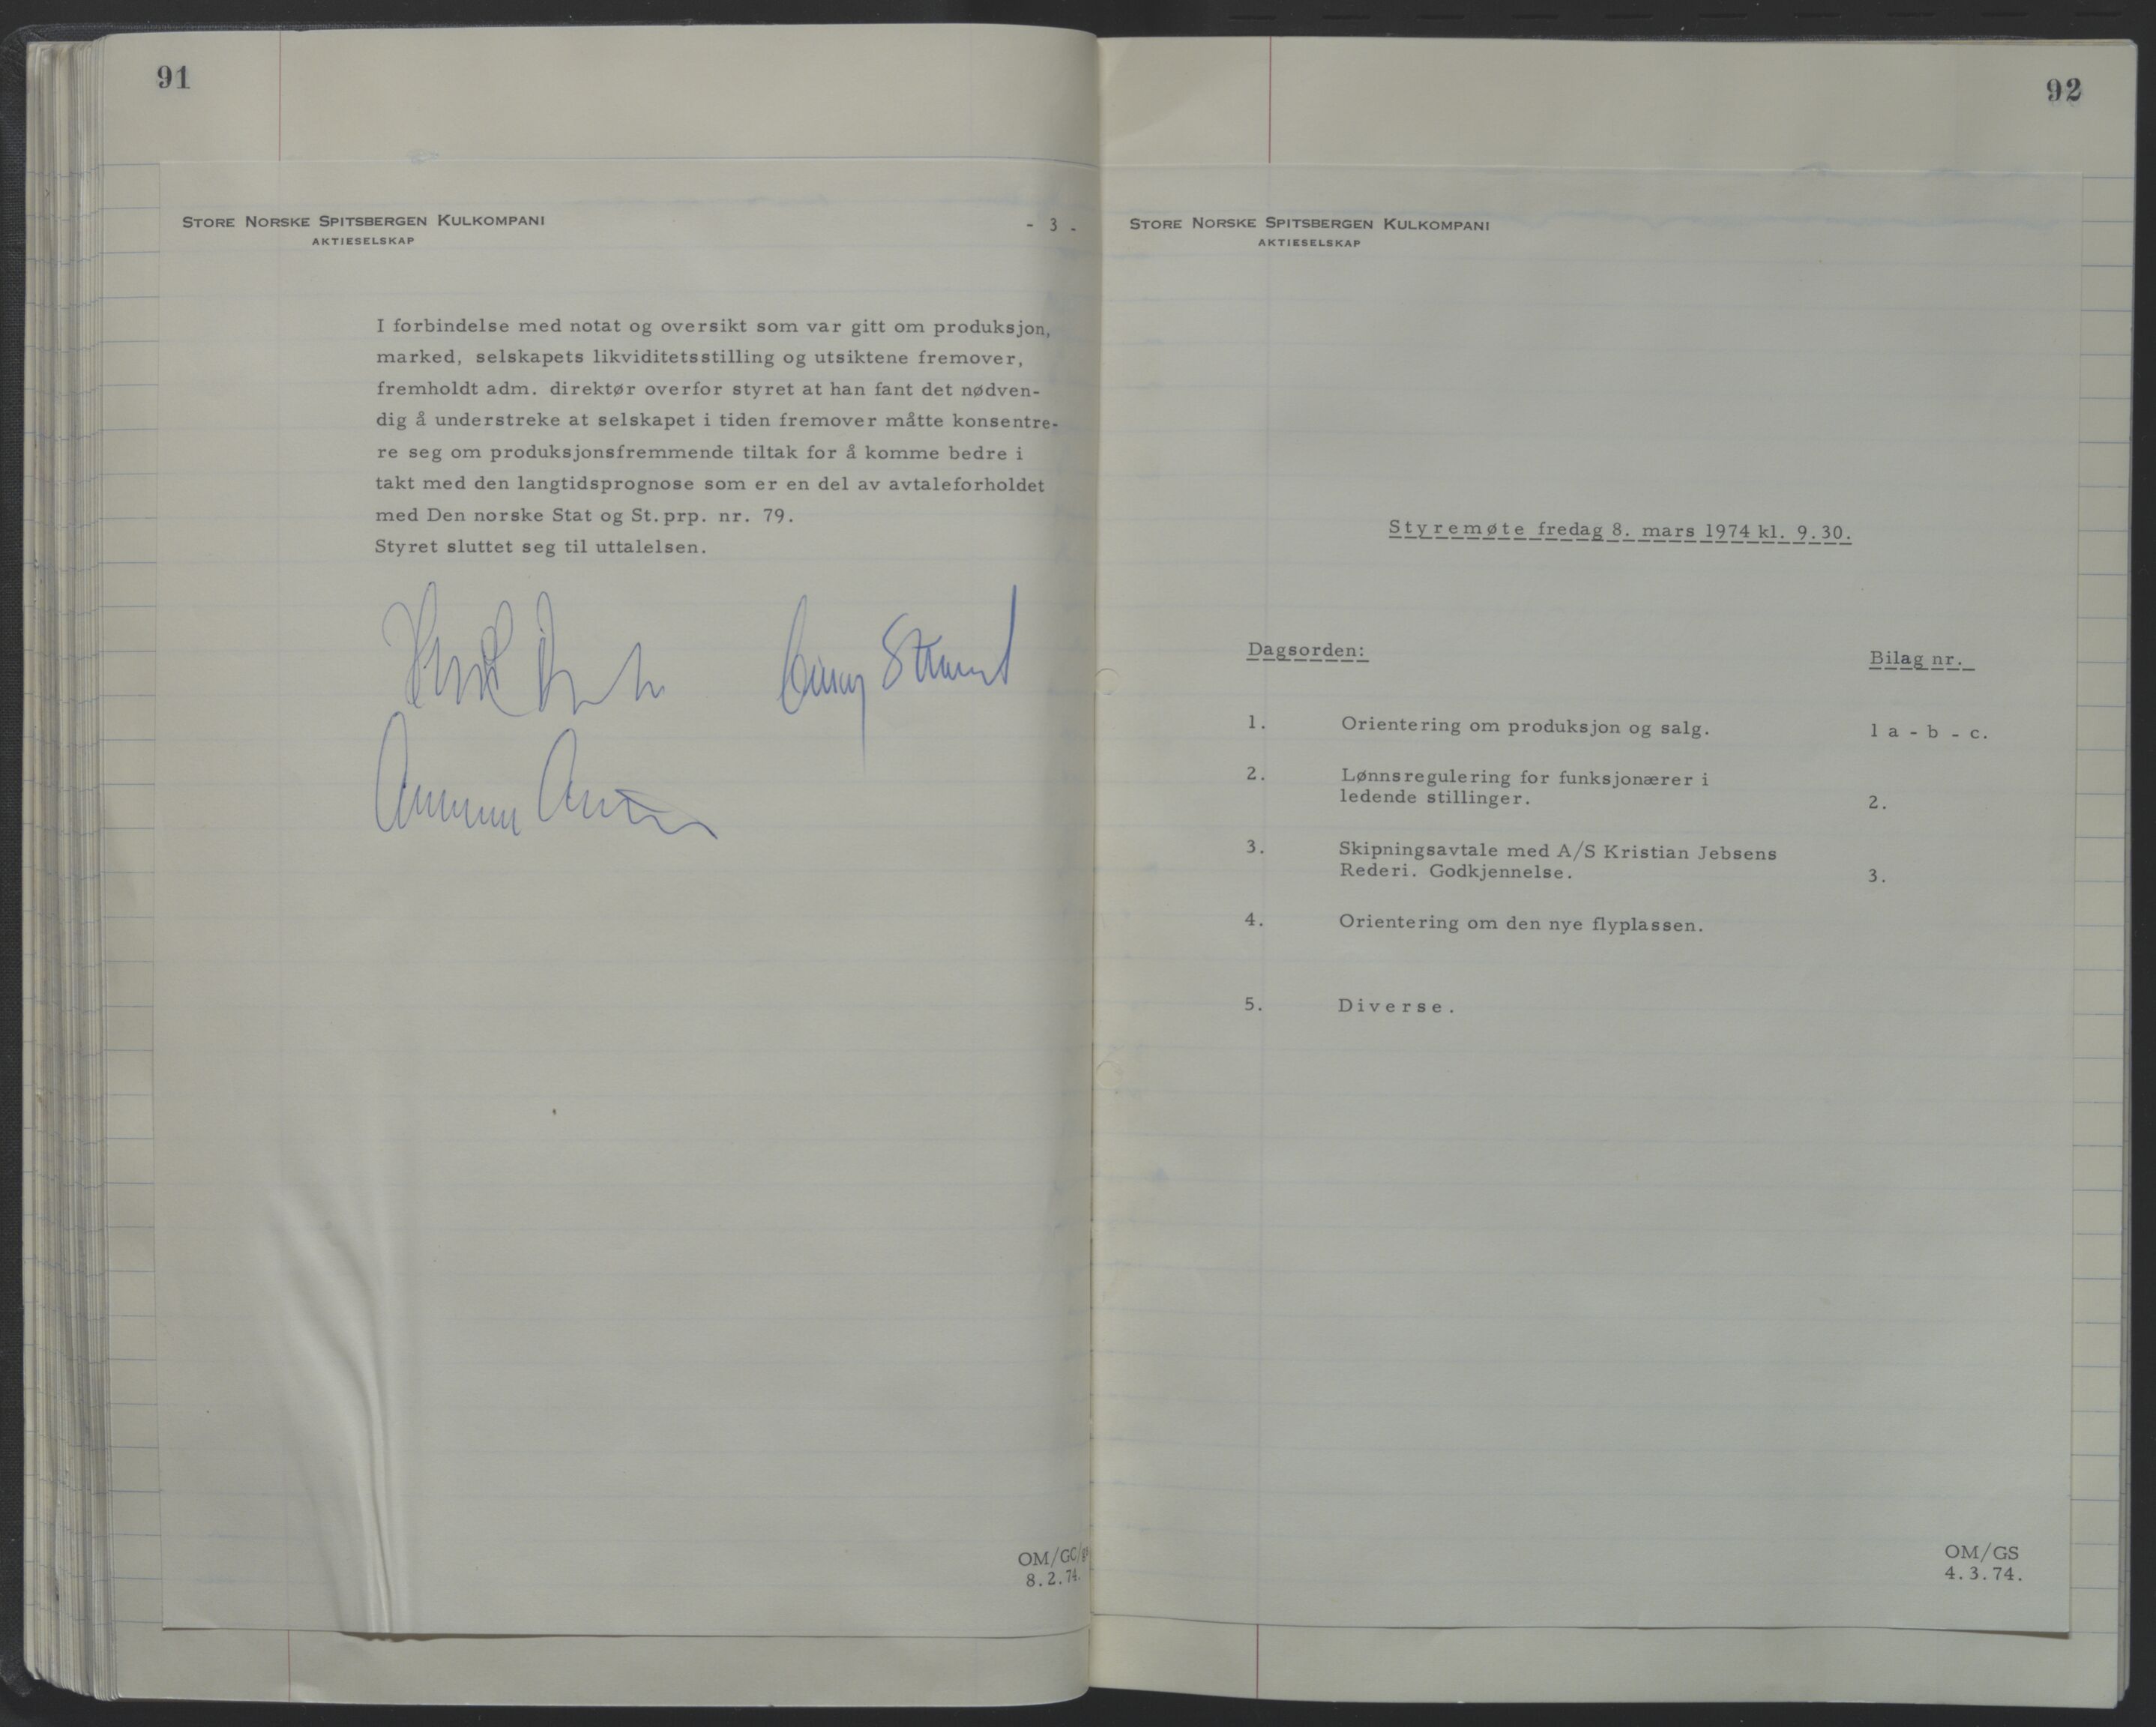 91
STORE NORSKE SPITSBERGEN KULKOMPANI
AKTIESELSKAP
- 3 -
I forbindelse med notat og oversikt som var gitt om produksjon,
marked, selskapets likviditetsstilling og utsiktene fremover,
fremholdt adm. direktør overfor styret at han fant det nødven-
dig å understreke at selskapet i tiden fremover måtte konsentre-
re seg om produksjonsfremmende tiltak for å komme bedre i
takt med den langtidsprognose som er en del av avtaleforholdet
med Den norske Stat og St.prp. nr. 79.
Styret sluttet seg til uttalelsen.
OM/GC/
8.2.74.
92
STORE NORSKE SPITSBERGEN KULKOMPANI
AKTIESELSKAP
Styremøte fredag 8. mars 1974 kl. 9.30.
Dagsorden:
Bilag nr.
1. Orientering om produksjon og salg. 1 a - b - c.
2. Lønnsregulering for funksjonærer i
ledende stillinger. 2.
3. Skipningsavtale med A/S Kristian Jebsens
Rederi. Godkjennelse. 3.
4. Orientering om den nye flyplassen.
5. Diverse.
OM/GS
4.3.74.